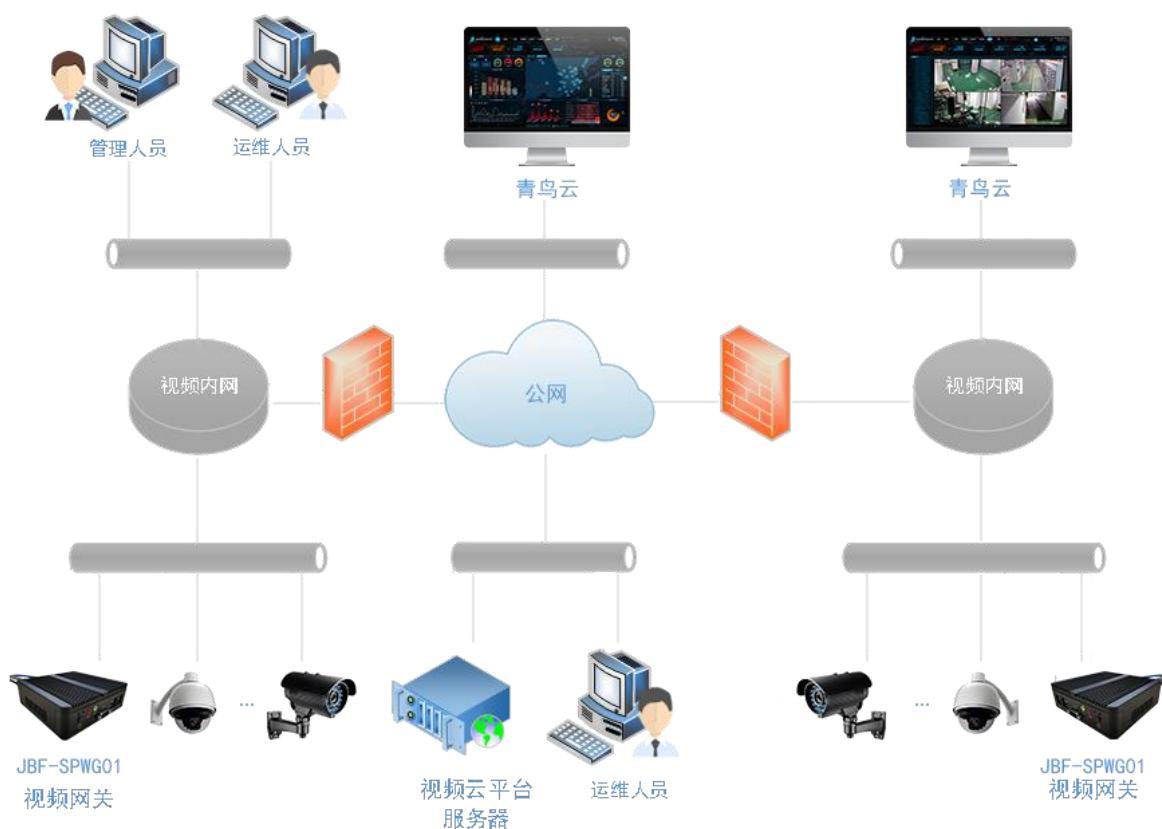 管理人员
运维人员
青鸟云
青鸟云
视频内网
公网
视频内网
...
...
JBF-SPWG01
视频网关
视频云平台
服务器
运维人员
JBF-SPWG01
视频网关